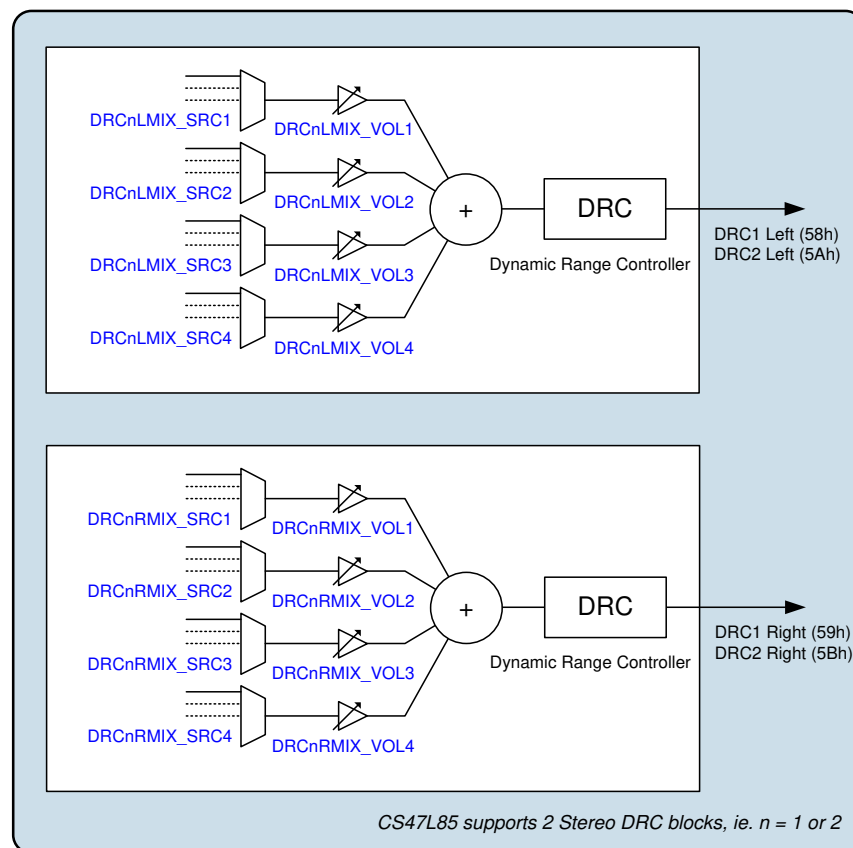 DRCnLMIX_SRC1
DRCnLMIX_VOL1
DRCnLMIX_SRC2
DRCnLMIX_VOL2
DRCnLMIX_SRC3
DRCnLMIX_VOL3
DRCnLMIX_SRC4
DRCnLMIX_VOL4
+
DRC
Dynamic Range Controller
DRC1 Left (58h)
DRC2 Left (5Ah)
DRCnRMIX_SRC1
DRCnRMIX_VOL1
DRCnRMIX_SRC2
DRCnRMIX_VOL2
DRCnRMIX_SRC3
DRCnRMIX_VOL3
DRCnRMIX_SRC4
DRCnRMIX_VOL4
+
DRC
Dynamic Range Controller
DRC1 Right (59h)
DRC2 Right (5Bh)
CS47L85 supports 2 Stereo DRC blocks, ie. n = 1 or 2